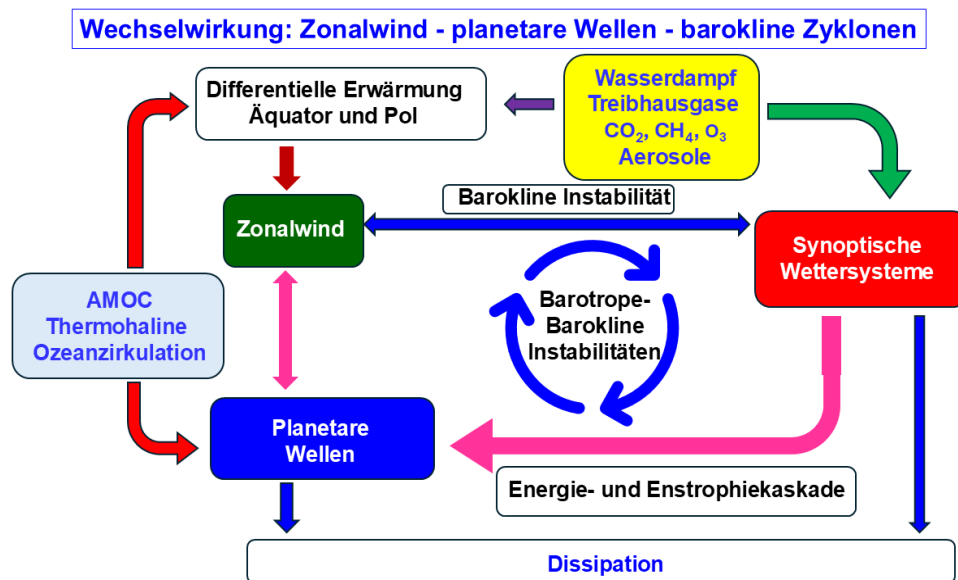 Wechselwirkung: Zonalwind - planetare Wellen - barokline Zyklonen
Differentielle Erwärmung
Äquator und Pol
Wasserdampf
Treibhausgase
CO₂, CH₄, O₃
Aerosole
Barokline Instabilität
Zonalwind
Synoptische
Wettersysteme
AMOC
Thermohaline
Ozeanzirkulation
Barotrope-
Barokline
Instabilitäten
Planetare
Wellen
Energie- und Enstrophiekaskade
Dissipation